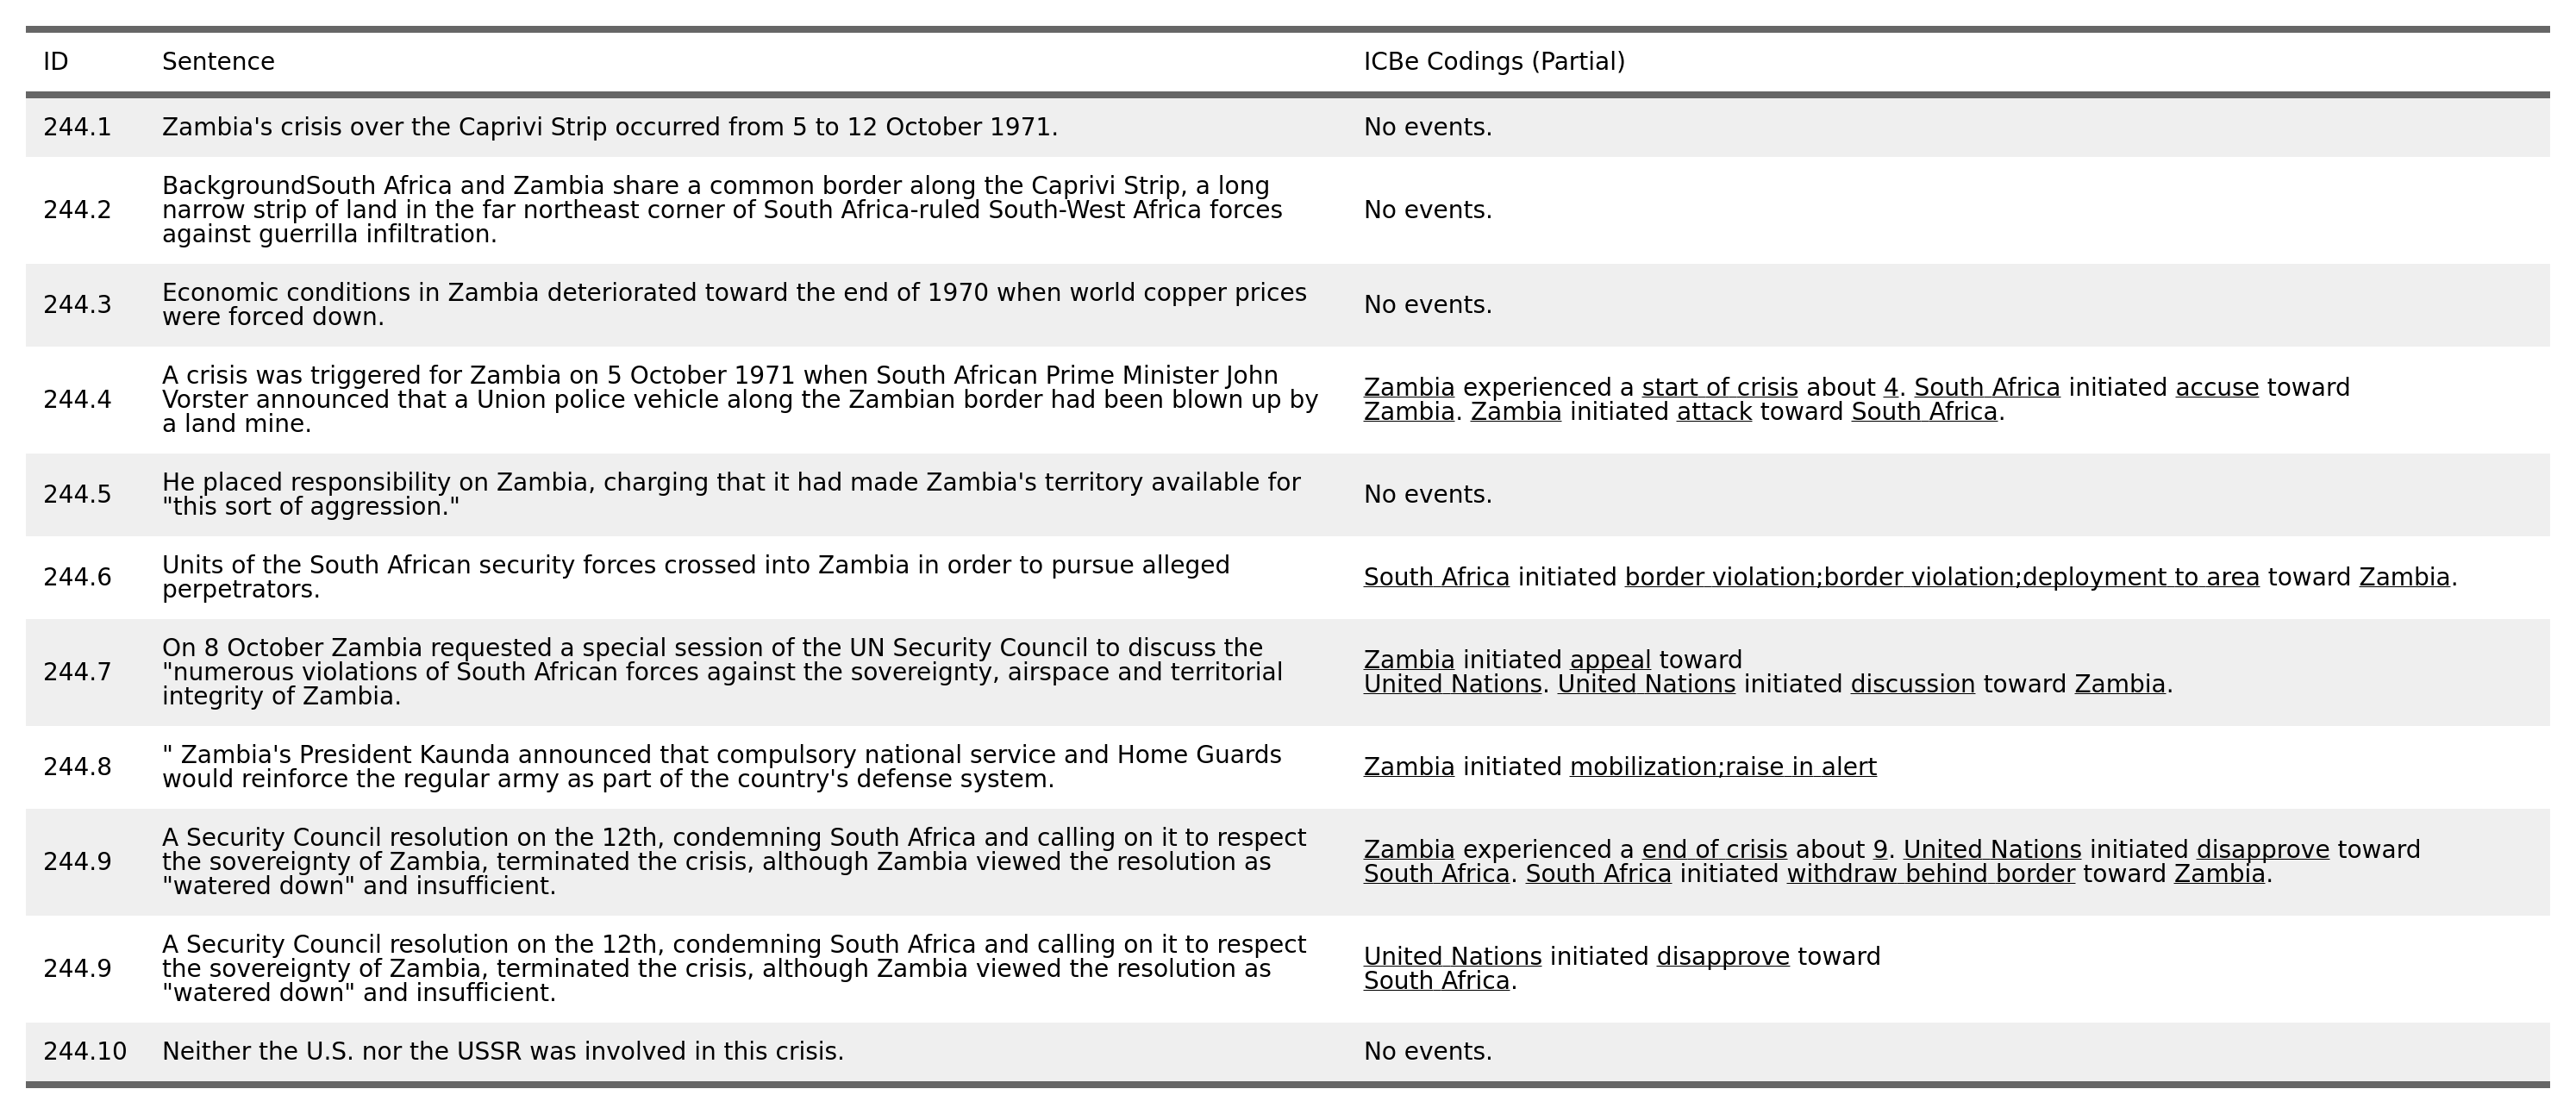 ID Sentence ICBe Codings (Partial)
244.1 Zambia's crisis over the Caprivi Strip occurred from 5 to 12 October 1971. No events.
BackgroundSouth Africa and Zambia share a common border along the Caprivi Strip, a long
244.2 narrow strip of land in the far northeast corner of South Africa-ruled South-West Africa forces No events.
against guerrilla infiltration.
Economic conditions in Zambia deteriorated toward the end of 1970 when world copper prices
244.3 No events.
were forced down.
A crisis was triggered for Zambia on 5 October 1971 when South African Prime Minister John
Zambia experienced a start of crisis about 4. South Africa initiated accuse toward
244.4 Vorster announced that a Union police vehicle along the Zambian border had been blown up by
Zambia. Zambia initiated attack toward South Africa.
a land mine.
He placed responsibility on Zambia, charging that it had made Zambia's territory available for
244.5 No events.
"this sort of aggression."
Units of the South African security forces crossed into Zambia in order to pursue alleged
244.6 South Africa initiated border violation;border violation;deployment to area toward Zambia.
perpetrators.
On 8 October Zambia requested a special session of the UN Security Council to discuss the
Zambia initiated appeal toward
244.7 "numerous violations of South African forces against the sovereignty, airspace and territorial
United Nations. United Nations initiated discussion toward Zambia.
integrity of Zambia.
" Zambia's President Kaunda announced that compulsory national service and Home Guards
244.8 Zambia initiated mobilization;raise in alert
would reinforce the regular army as part of the country's defense system.
A Security Council resolution on the 12th, condemning South Africa and calling on it to respect
Zambia experienced a end of crisis about 9. United Nations initiated disapprove toward
244.9 the sovereignty of Zambia, terminated the crisis, although Zambia viewed the resolution as
South Africa. South Africa initiated withdraw behind border toward Zambia.
"watered down" and insufficient.
A Security Council resolution on the 12th, condemning South Africa and calling on it to respect
United Nations initiated disapprove toward
244.9 the sovereignty of Zambia, terminated the crisis, although Zambia viewed the resolution as
South Africa.
"watered down" and insufficient.
244.10 Neither the U.S. nor the USSR was involved in this crisis. No events.